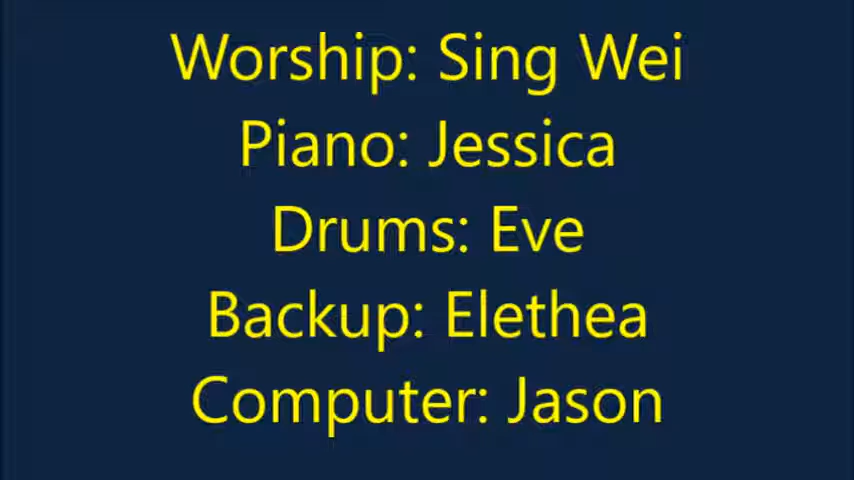 Worship: Sing Wei
Piano: Jessica
Drums: Eve
Backup: Elethea
Computer: Jason